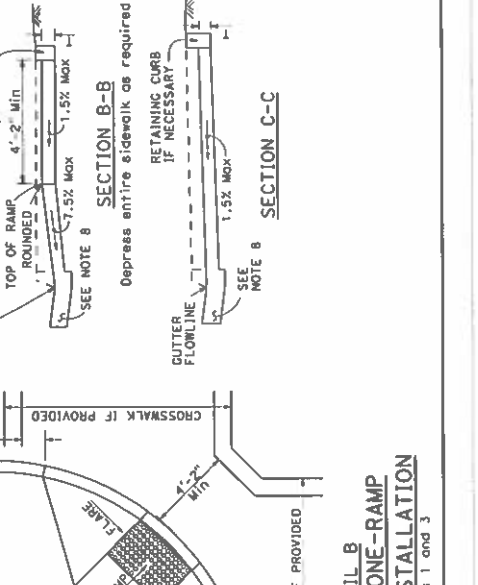 4'-2" Min
TOP OF RAMP
ROUNDED
7.5% Max
1.5% Max
SEE NOTE 8
SECTION B-B
Depress entire sidewalk as required
RETAINING CURB
IF NECESSARY
GUTTER
FLOWLINE
1.5% Max
SEE
NOTE 8
SECTION C-C
CROSSWALK IF PROVIDED
FLARE
4'-2"
Min
PROVIDED
IL B
ONE-RAMP
STALLATION
1 and 3